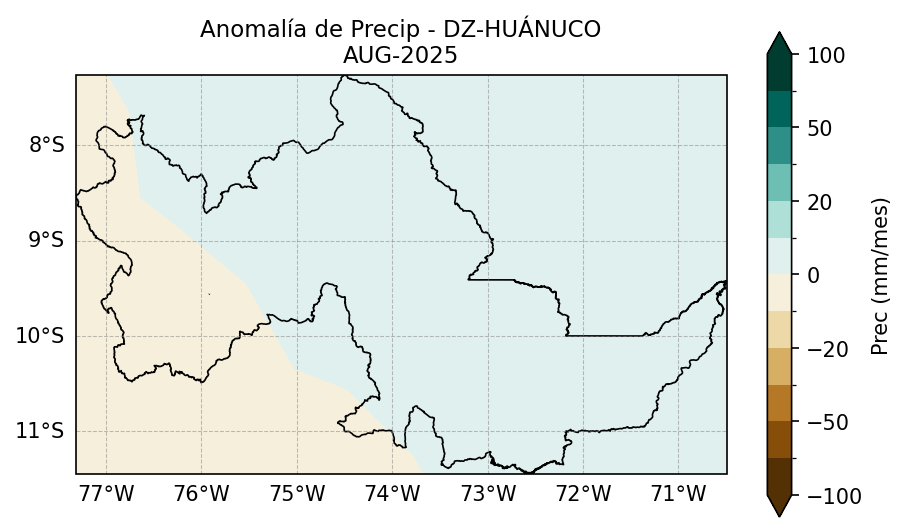 Anomalía de Precip - DZ-HUÁNUCO
AUG-2025
8°S
9°S
10°S
11°S
77°W
76°W
75°W
74°W
73°W
72°W
71°W
100
50
20
0
−20
−50
−100
Prec (mm/mes)